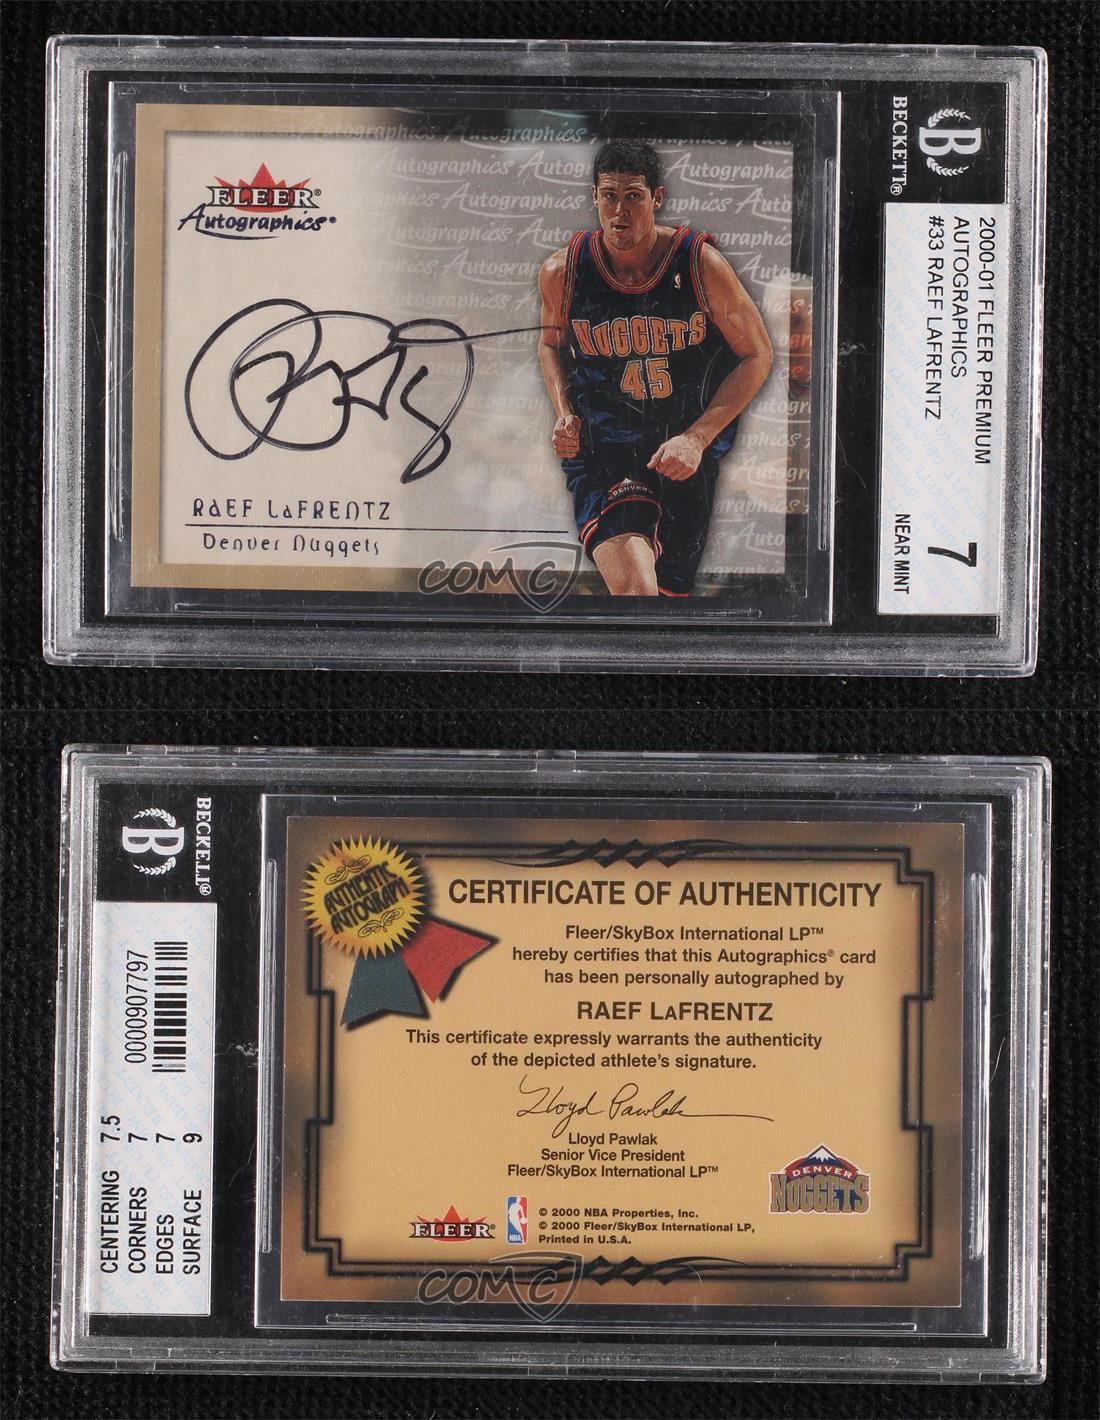 FLEER®
Autographics®
NUGGETS
45
DENVER
RAEF LaFRENTZ
Denver Nuggets
BECKETT®
B
2000-01 FLEER PREMIUM
AUTOGRAPHICS
#33 RAEF LAFRENTZ
7
NEAR MINT
COMC
BECKETT®
B
0000907797
CENTERING 7.5
CORNERS 7
EDGES 7
SURFACE 9
AUTHENTIC
AUTOGRAPH
CERTIFICATE OF AUTHENTICITY
Fleer/SkyBox International LP™
hereby certifies that this Autographics® card
has been personally autographed by
RAEF LAFRENTZ
This certificate expressly warrants the authenticity
of the depicted athlete's signature.
Lloyd Pawlak
Lloyd Pawlak
Senior Vice President
Fleer/SkyBox International LP™
DENVER
NUGGETS
FLEER®
NBA
© 2000 NBA Properties, Inc.
© 2000 Fleer/SkyBox International LP,
Printed in U.S.A.
COMC